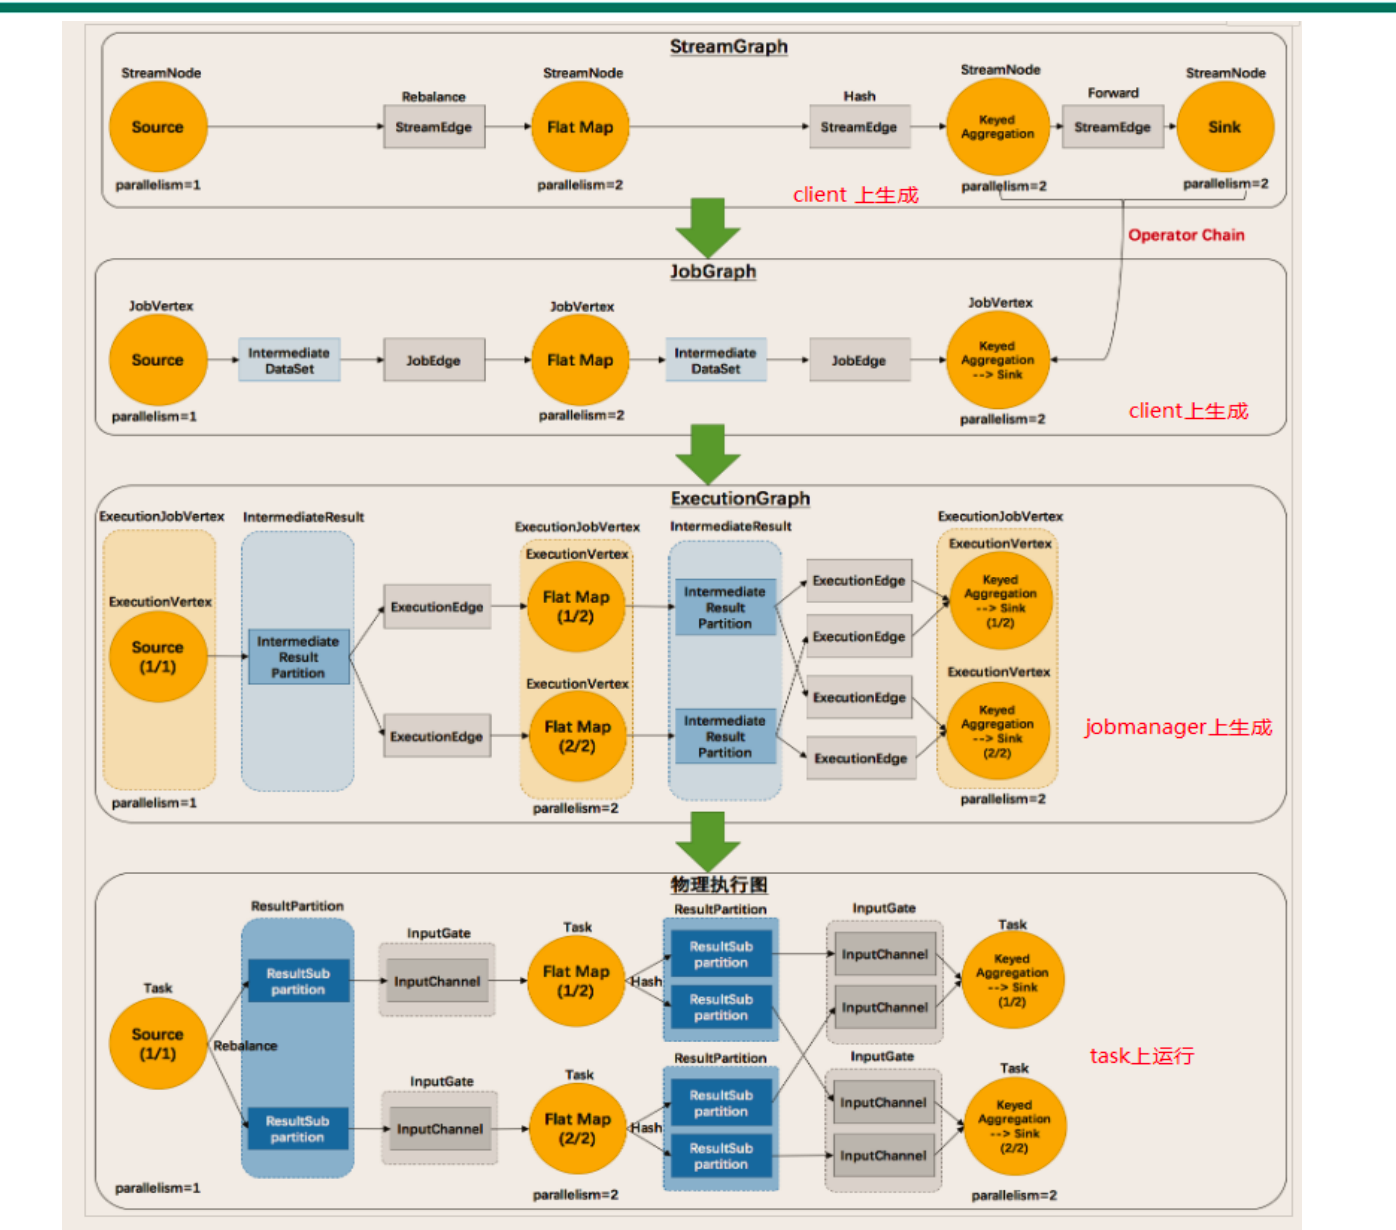 StreamGraph
StreamNode
Source
parallelism=1
Rebalance
StreamEdge
StreamNode
Flat Map
parallelism=2
Hash
StreamEdge
StreamNode
Keyed
Aggregation
parallelism=2
Forward
StreamEdge
StreamNode
Sink
parallelism=2
client 上生成
Operator Chain
JobGraph
JobVertex
Source
parallelism=1
Intermediate
DataSet
JobEdge
JobVertex
Flat Map
parallelism=2
Intermediate
DataSet
JobEdge
JobVertex
Keyed
Aggregation
--> Sink
parallelism=2
client上生成
ExecutionGraph
ExecutionJobVertex
ExecutionVertex
Source
(1/1)
parallelism=1
IntermediateResult
Intermediate
Result
Partition
ExecutionEdge
ExecutionEdge
ExecutionJobVertex
ExecutionVertex
Flat Map
(1/2)
ExecutionVertex
Flat Map
(2/2)
parallelism=2
IntermediateResult
Intermediate
Result
Partition
Intermediate
Result
Partition
ExecutionEdge
ExecutionEdge
ExecutionEdge
ExecutionEdge
ExecutionJobVertex
ExecutionVertex
Keyed
Aggregation
--> Sink
(1/2)
ExecutionVertex
Keyed
Aggregation
--> Sink
(2/2)
parallelism=2
jobmanager上生成
物理执行图
Task
Source
(1/1)
parallelism=1
Rebalance
ResultPartition
ResultSub
partition
ResultSub
partition
InputGate
InputChannel
InputGate
InputChannel
Task
Flat Map
(1/2)
Hash
Task
Flat Map
(2/2)
Hash
parallelism=2
ResultPartition
ResultSub
partition
ResultSub
partition
ResultPartition
ResultSub
partition
ResultSub
partition
InputGate
InputChannel
InputChannel
InputGate
InputChannel
InputChannel
Task
Keyed
Aggregation
--> Sink
(1/2)
Task
Keyed
Aggregation
--> Sink
(2/2)
parallelism=2
task上运行